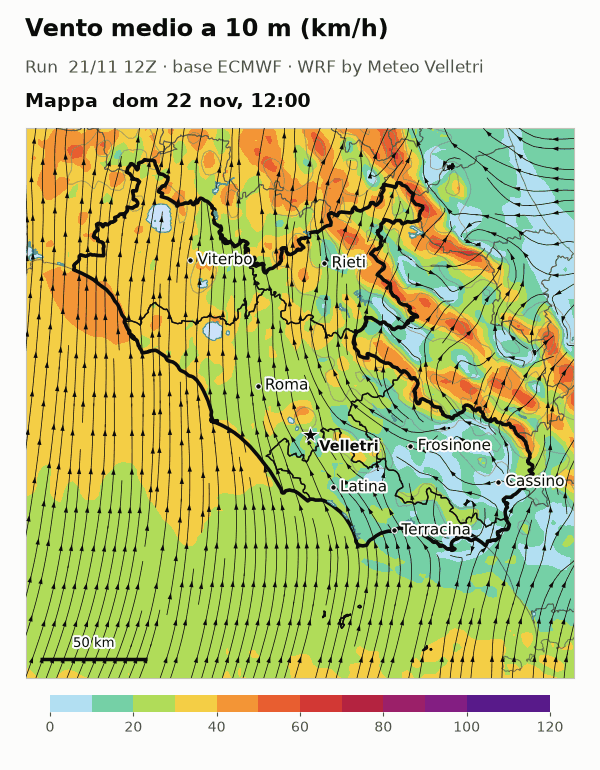 Vento medio a 10 m (km/h)
Run  21/11 12Z · base ECMWF · WRF by Meteo Velletri
Mappa  dom 22 nov, 12:00
Viterbo
Rieti
Roma
Velletri
Frosinone
Cassino
Latina
Terracina
50 km
0 20 40 60 80 100 120